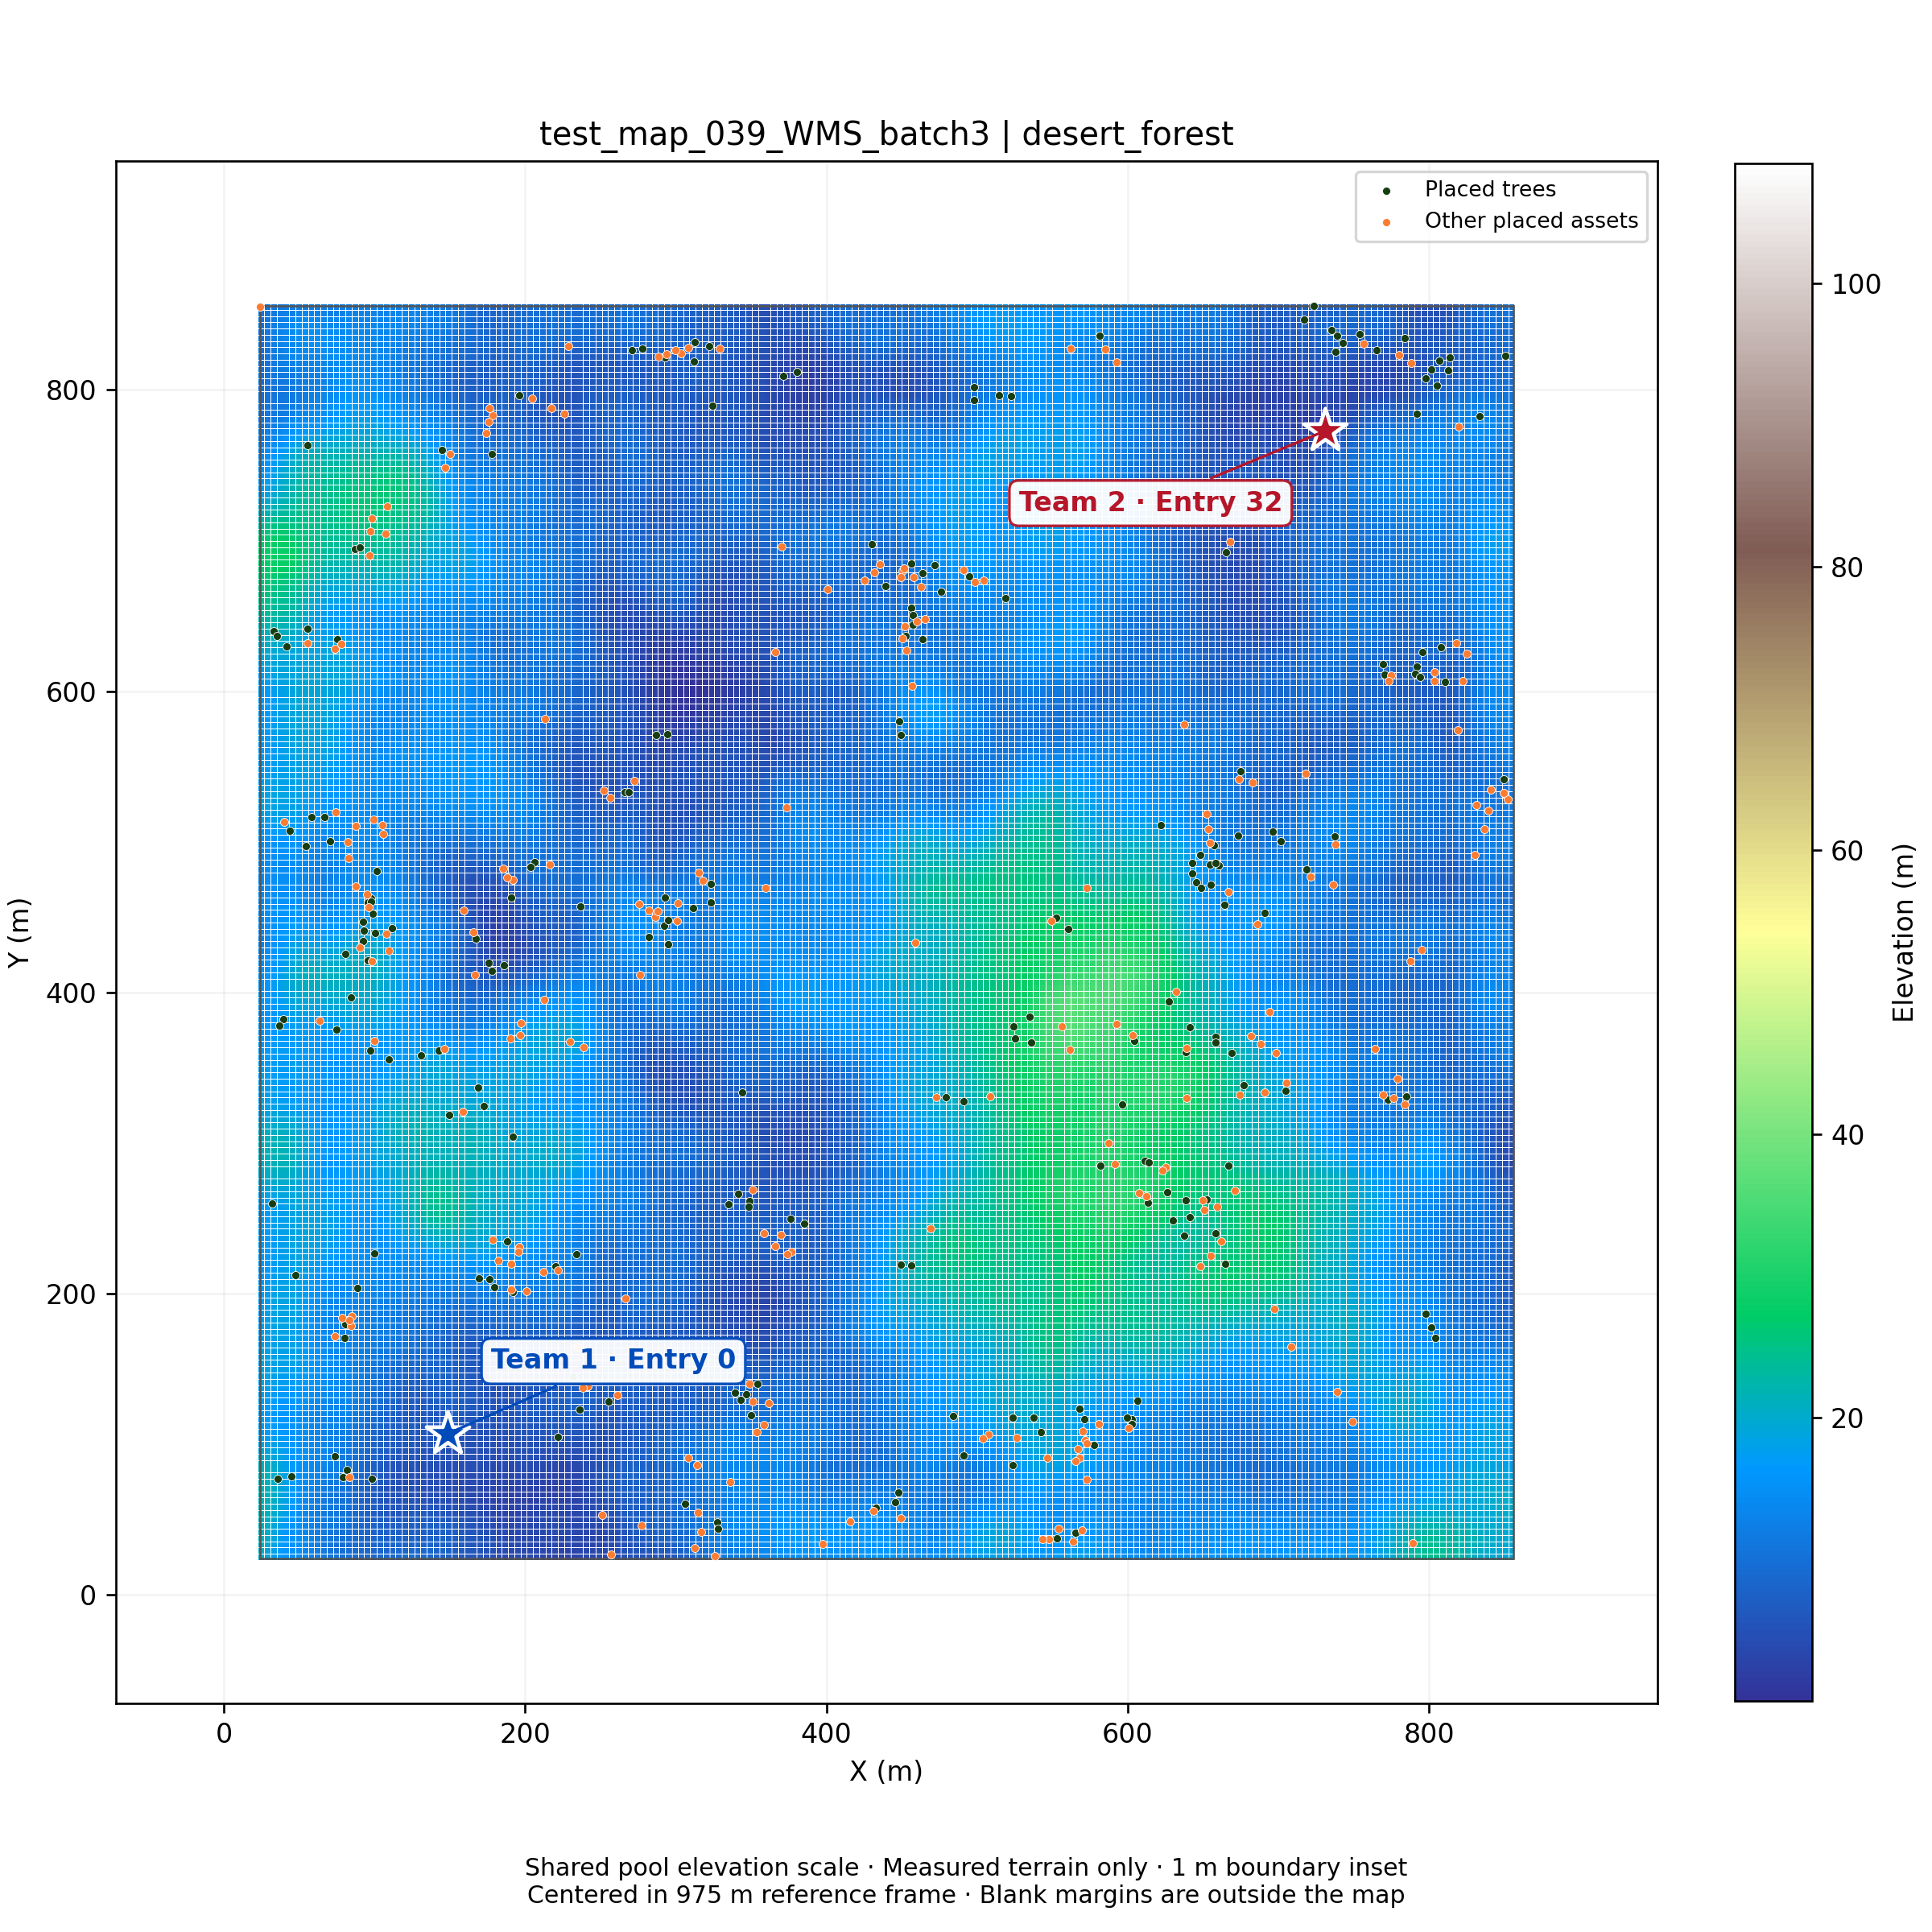 test_map_039_WMS_batch3 | desert_forest
Placed trees
Other placed assets
Team 2 · Entry 32
Team 1 · Entry 0
800
600
400
200
0
Y (m)
0
200
400
600
800
X (m)
100
80
60
40
20
Elevation (m)
Shared pool elevation scale · Measured terrain only · 1 m boundary inset
Centered in 975 m reference frame · Blank margins are outside the map